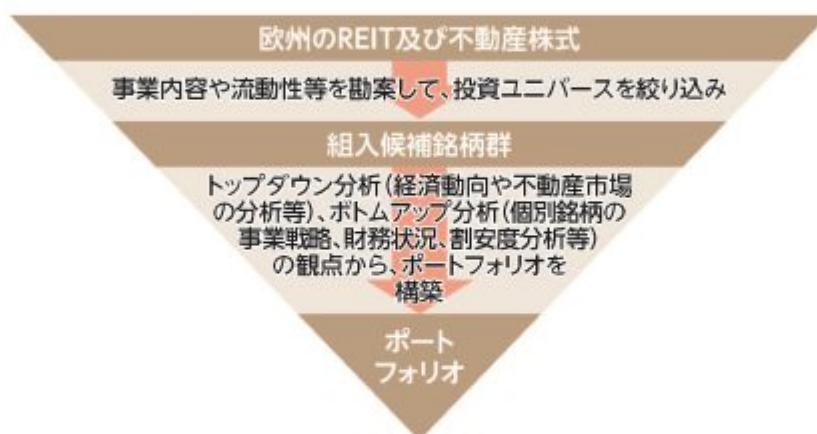 欧州のREIT及び不動産株式
事業内容や流動性等を勘案して、投資ユニバースを絞り込み
組入候補銘柄群
トップダウン分析(経済動向や不動産市場
の分析等)、ボトムアップ分析(個別銘柄の
事業戦略、財務状況、割安度分析等)
の観点から、ポートフォリオを
構築
ポート
フォリオ